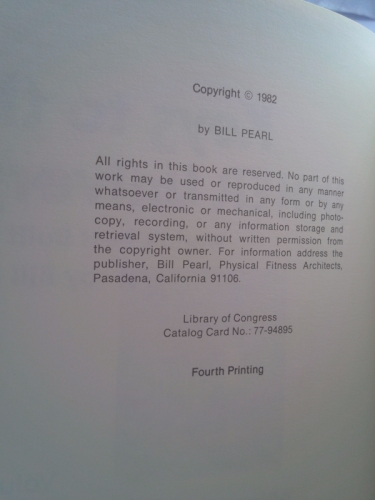 Copyright © 1982
by BILL PEARL
All rights in this book are reserved. No part of this
work may be used or reproduced in any manner
whatsoever or transmitted in any form or by any
means, electronic or mechanical, including photo-
copy, recording, or any information storage and
retrieval system, without written permission from
the copyright owner. For information address the
publisher, Bill Pearl, Physical Fitness Architects,
Pasadena, California 91106.
Library of Congress
Catalog Card No.: 77-94895
Fourth Printing